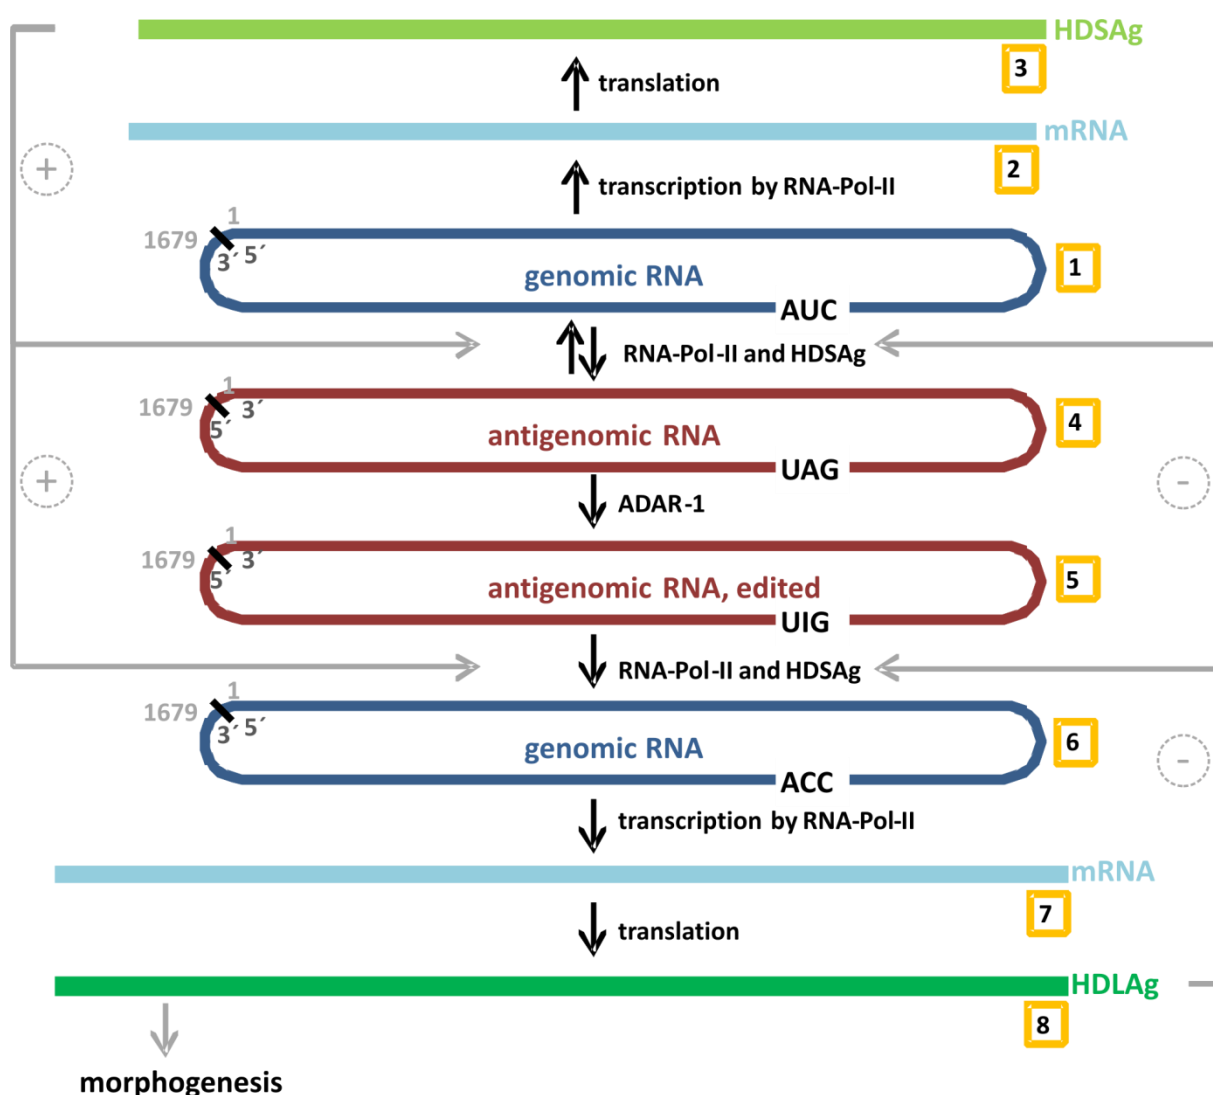 HDSAg
3
translation
mRNA
2
+
transcription by RNA-Pol-II
1
1679
3´ 5´
genomic RNA
1
AUC
RNA-Pol-II and HDSAg
1
1679
3´
5´
antigenomic RNA
4
UAG
+
-
ADAR-1
1
1679
3´
5´
antigenomic RNA, edited
5
UIG
RNA-Pol-II and HDSAg
1
1679
3´ 5´
genomic RNA
6
-
ACC
transcription by RNA-Pol-II
mRNA
7
translation
HDLAg
8
morphogenesis